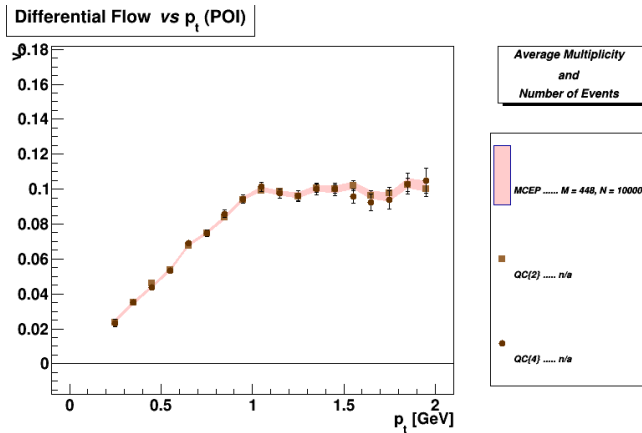 Differential Flow vs pt (POI)
v
0.18
0.16
0.14
0.12
0.1
0.08
0.06
0.04
0.02
0
0 0.5 1 1.5 2
pt [GeV]
Average Multiplicity
and
Number of Events
MCEP ...... M = 448, N = 10000
QC{2} ..... n/a
QC{4} ..... n/a